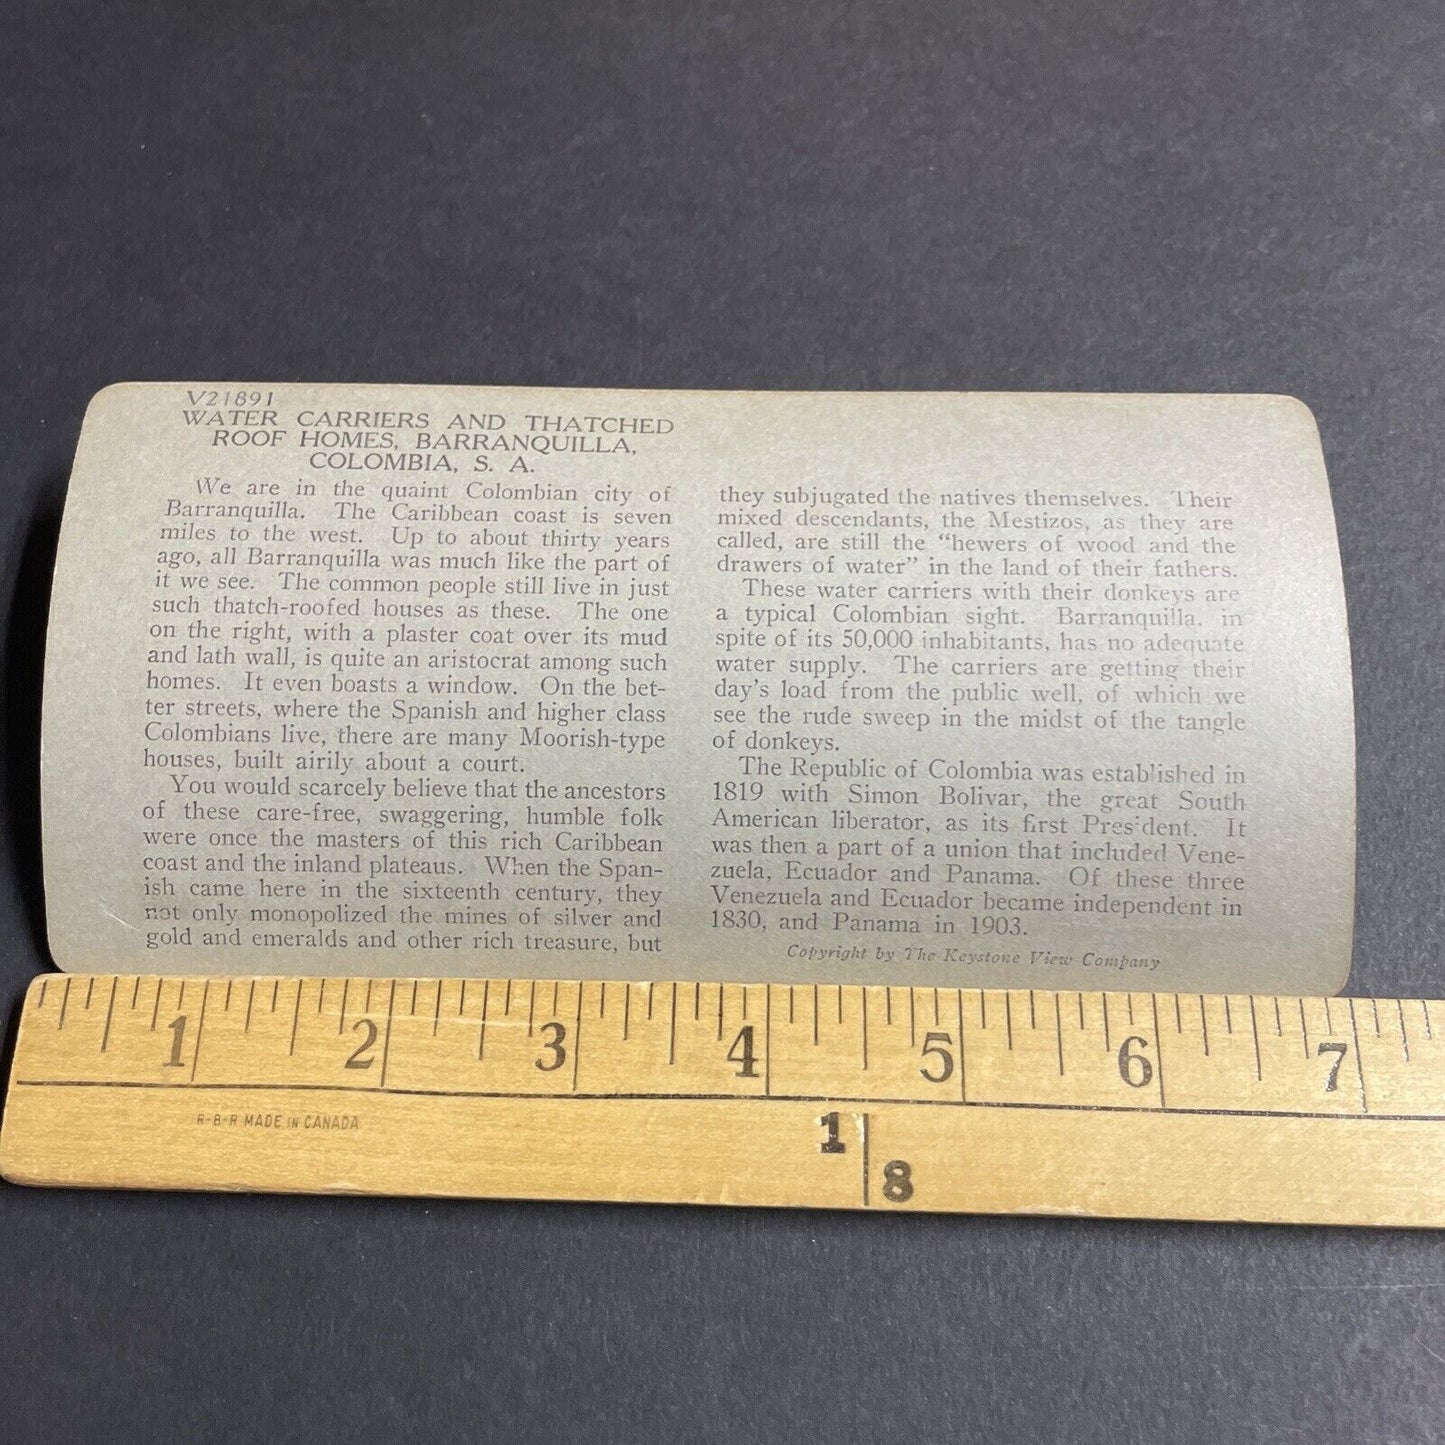 V21891
WATER CARRIERS AND THATCHED
ROOF HOMES, BARRANQUILLA,
COLOMBIA, S. A.
We are in the quaint Colombian city of
Barranquilla. The Caribbean coast is seven
miles to the west. Up to about thirty years
ago, all Barranquilla was much like the part of
it we see. The common people still live in just
such thatch-roofed houses as these. The one
on the right, with a plaster coat over its mud
and lath wall, is quite an aristocrat among such
homes. It even boasts a window. On the bet-
ter streets, where the Spanish and higher class
Colombians live, there are many Moorish-type
houses, built airily about a court.
You would scarcely believe that the ancestors
of these care-free, swaggering, humble folk
were once the masters of this rich Caribbean
coast and the inland plateaus. When the Span-
ish came here in the sixteenth century, they
not only monopolized the mines of silver and
gold and emeralds and other rich treasure, but
they subjugated the natives themselves. Their
mixed descendants, the Mestizos, as they are
called, are still the "hewers of wood and the
drawers of water" in the land of their fathers.
These water carriers with their donkeys are
a typical Colombian sight. Barranquilla, in
spite of its 50,000 inhabitants, has no adequate
water supply. The carriers are getting their
day's load from the public well, of which we
see the rude sweep in the midst of the tangle
of donkeys.
The Republic of Colombia was established in
1819 with Simon Bolivar, the great South
American liberator, as its first President. It
was then a part of a union that included Vene-
zuela, Ecuador and Panama. Of these three
Venezuela and Ecuador became independent in
1830, and Panama in 1903.
Copyright by The Keystone View Company
1 2 3 4 5 6 7
R-B-R MADE IN CANADA
1
8